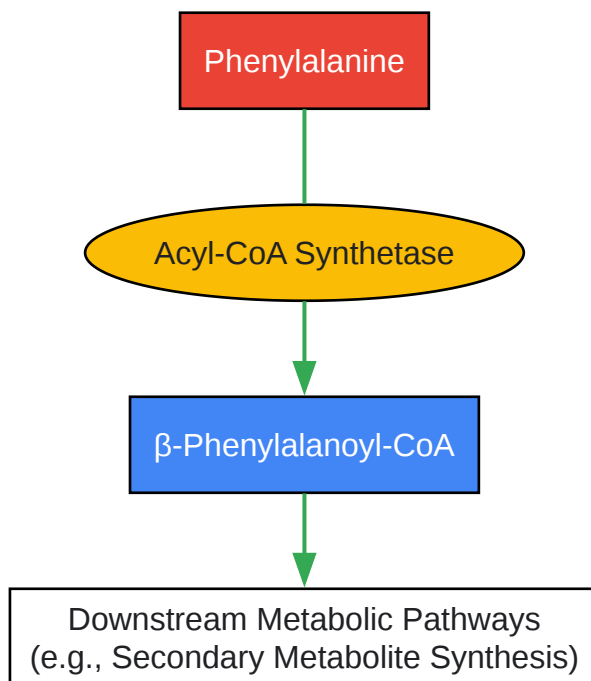 Phenylalanine
Acyl-CoA Synthetase
β-Phenylalanoyl-CoA
Downstream Metabolic Pathways
(e.g., Secondary Metabolite Synthesis)